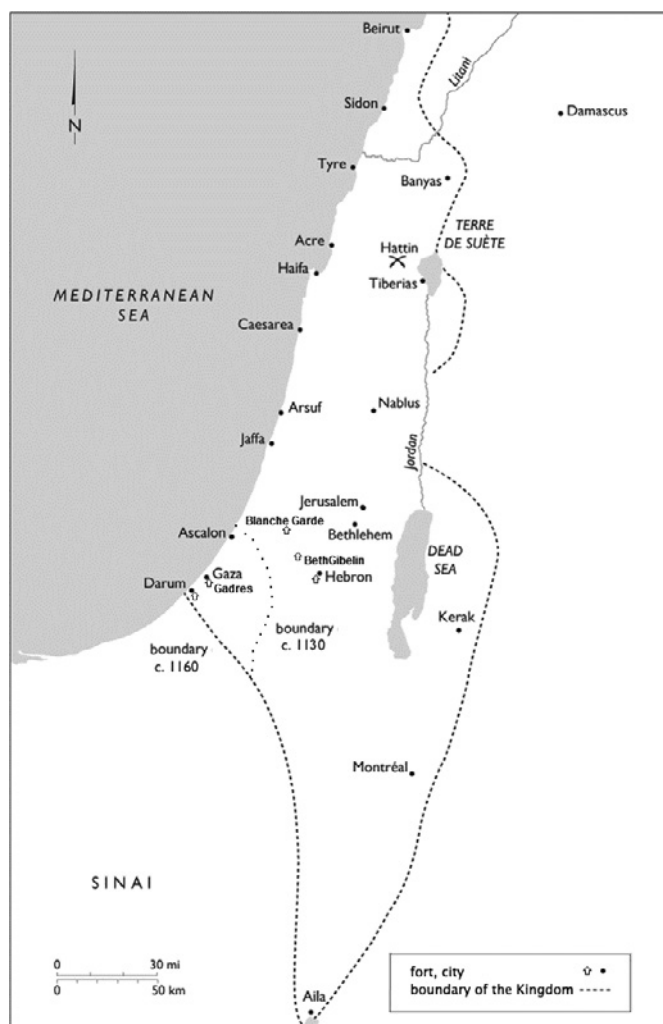 Beirut
Litani
Sidon
Damascus
N
Tyre
Banyas
TERRE
DE SUÈTE
Acre
Hattin
Haifa
Tiberias
MEDITERRANEAN
SEA
Caesarea
Arsuf
Nablus
Jaffa
Jordan
Jerusalem
Blanche Garde
Ascalon
Bethlehem
BethGibelin
DEAD
SEA
Gaza
Hebron
Darum
Gadres
Kerak
boundary
c. 1130
boundary
c. 1160
Montréal
SINAI
0 30 mi
0 50 km
fort, city
boundary of the Kingdom
Aila